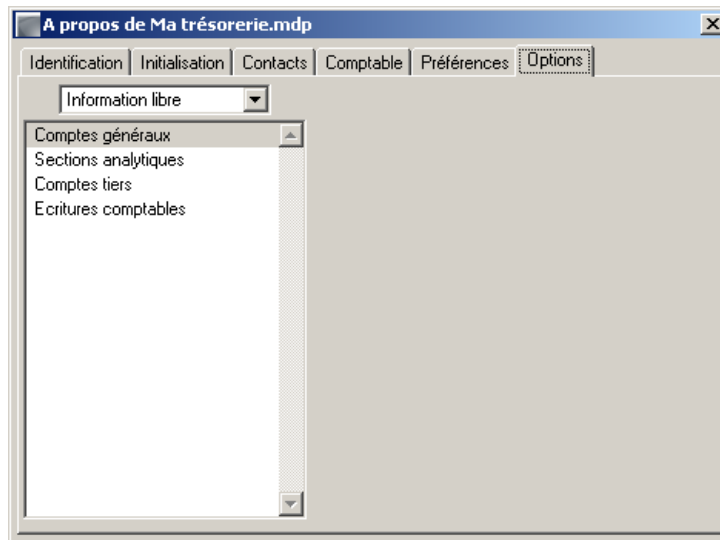 A propos de Ma trésorerie.mdp
Identification Initialisation Contacts Comptable Préférences Options
Information libre
Comptes généraux
Sections analytiques
Comptes tiers
Ecritures comptables